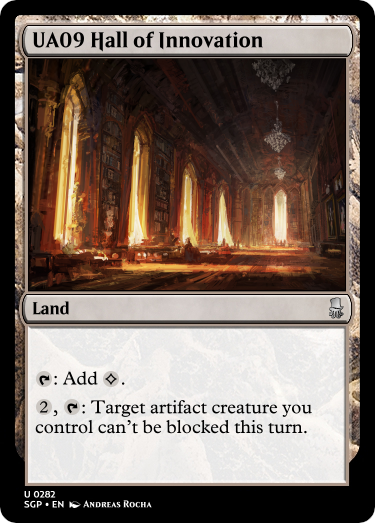 UA09 Hall of Innovation
Land
: Add .
2, : Target artifact creature you
control can't be blocked this turn.
U 0282
SGP • EN Andreas Rocha